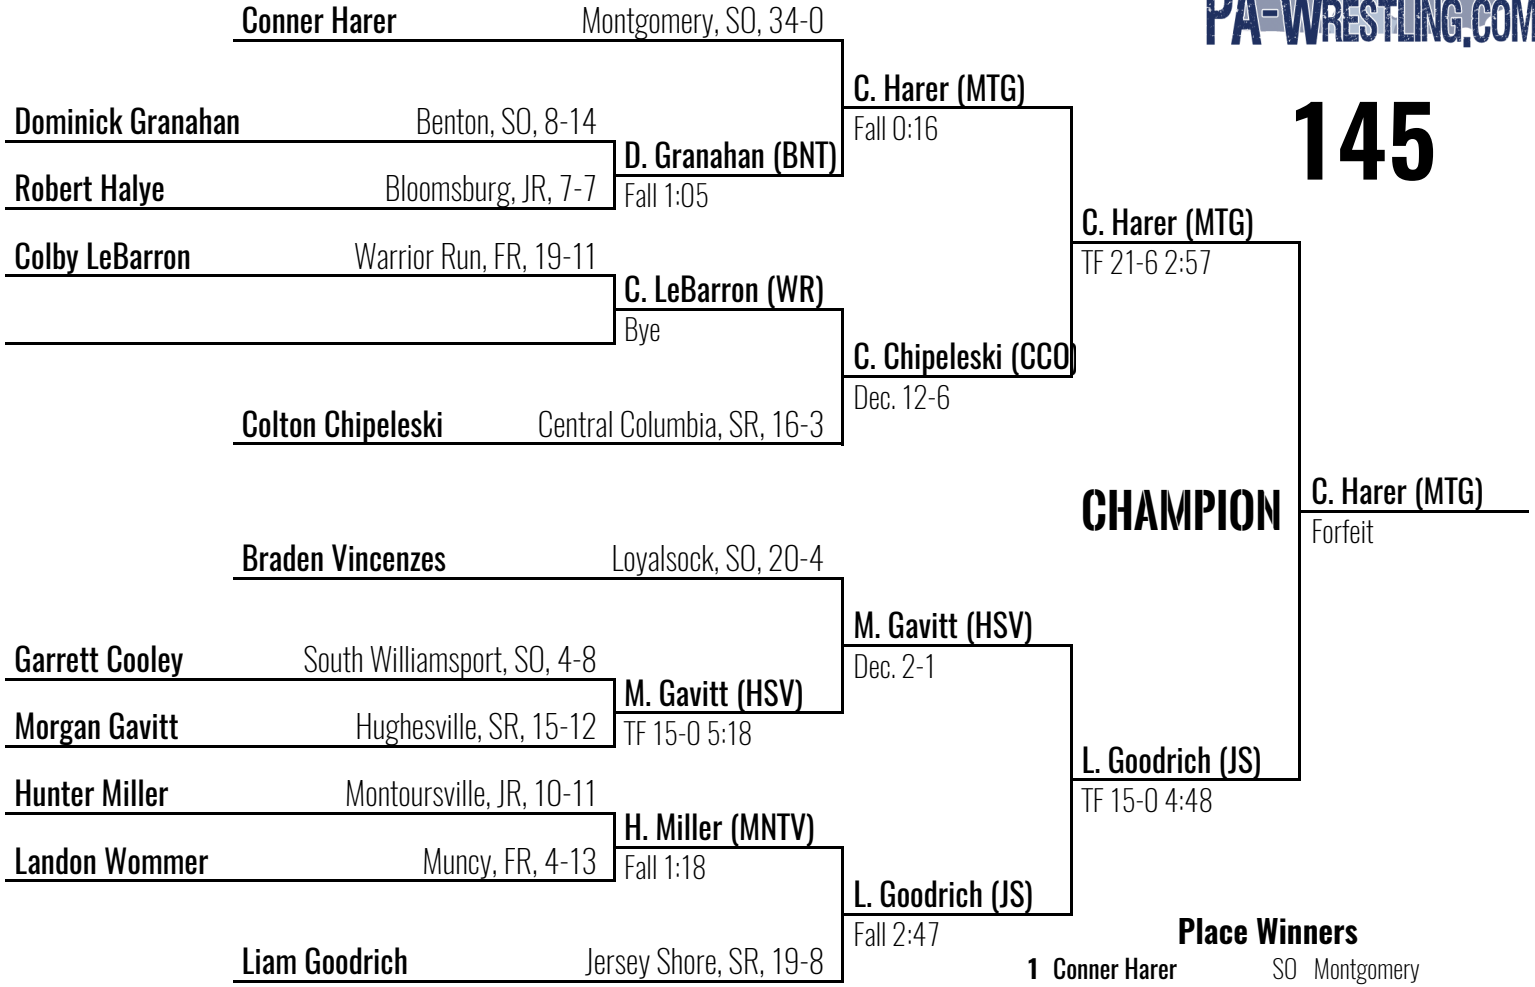 PA-WRESTLING.COM
145
Conner Harer Montgomery, SO, 34-0
C. Harer (MTG)
Fall 0:16
Dominick Granahan Benton, SO, 8-14
D. Granahan (BNT)
Fall 1:05
Robert Halye Bloomsburg, JR, 7-7
C. Harer (MTG)
TF 21-6 2:57
Colby LeBarron Warrior Run, FR, 19-11
C. LeBarron (WR)
Bye
C. Chipeleski (CCO)
Dec. 12-6
Colton Chipeleski Central Columbia, SR, 16-3
CHAMPION
C. Harer (MTG)
Forfeit
Braden Vincenzes Loyalsock, SO, 20-4
M. Gavitt (HSV)
Dec. 2-1
Garrett Cooley South Williamsport, SO, 4-8
M. Gavitt (HSV)
TF 15-0 5:18
Morgan Gavitt Hughesville, SR, 15-12
L. Goodrich (JS)
TF 15-0 4:48
Hunter Miller Montoursville, JR, 10-11
H. Miller (MNTV)
Fall 1:18
Landon Wommer Muncy, FR, 4-13
L. Goodrich (JS)
Fall 2:47
Liam Goodrich Jersey Shore, SR, 19-8
Place Winners
1 Conner Harer SO Montgomery